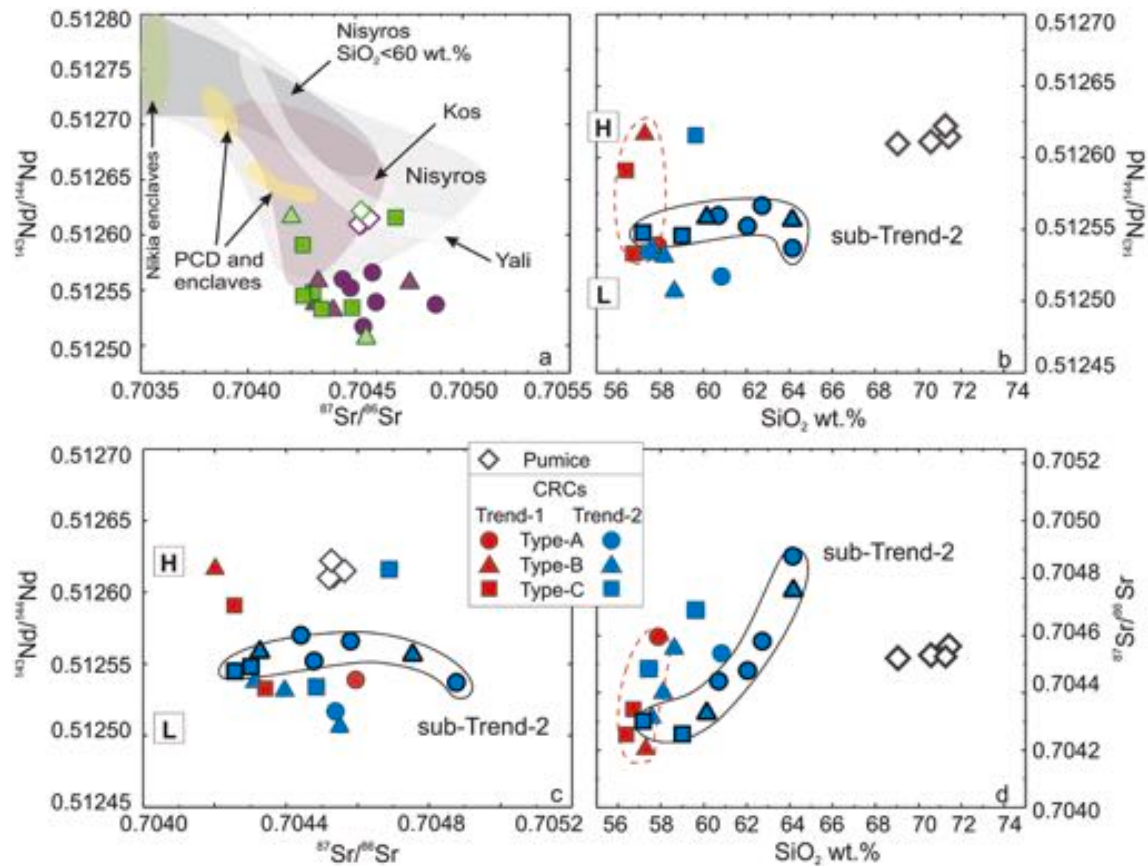 0.51280
0.51275
0.51270
0.51265
0.51260
0.51255
0.51250
¹⁴³Nd/¹⁴⁴Nd
Nisyros
SiO₂<60 wt.%
Kos
Nisyros
Yali
Nikia enclaves
PCD and
enclaves
a
0.7035 0.7040 0.7045 0.7050 0.7055
⁸⁷Sr/⁸⁶Sr
H
L
sub-Trend-2
b
0.51270
0.51265
0.51260
0.51255
0.51250
0.51245
¹⁴³Nd/¹⁴⁴Nd
56 58 60 62 64 66 68 70 72 74
SiO₂ wt.%
0.51270
0.51265
0.51260
0.51255
0.51250
0.51245
¹⁴³Nd/¹⁴⁴Nd
H
L
sub-Trend-2
c
0.7040 0.7044 0.7048 0.7052
⁸⁷Sr/⁸⁶Sr
Pumice
CRCs
Trend-1 Trend-2
Type-A
Type-B
Type-C
sub-Trend-2
d
0.7052
0.7050
0.7048
0.7046
0.7044
0.7042
0.7040
⁸⁷Sr/⁸⁶Sr
56 58 60 62 64 66 68 70 72 74
SiO₂ wt.%